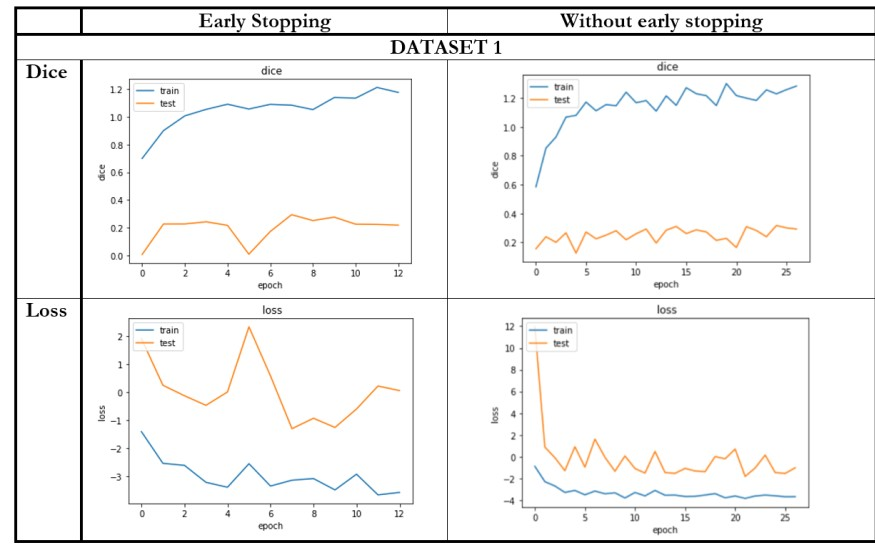 Early Stopping
Without early stopping
DATASET 1
Dice
dice
train
test
dice
1.2
1.0
0.8
0.6
0.4
0.2
0.0
0 2 4 6 8 10 12
epoch
dice
train
test
dice
1.2
1.0
0.8
0.6
0.4
0.2
0 5 10 15 20 25
epoch
Loss
loss
train
test
loss
2
1
0
−1
−2
−3
0 2 4 6 8 10 12
epoch
loss
train
test
loss
12
10
8
6
4
2
0
−2
−4
0 5 10 15 20 25
epoch